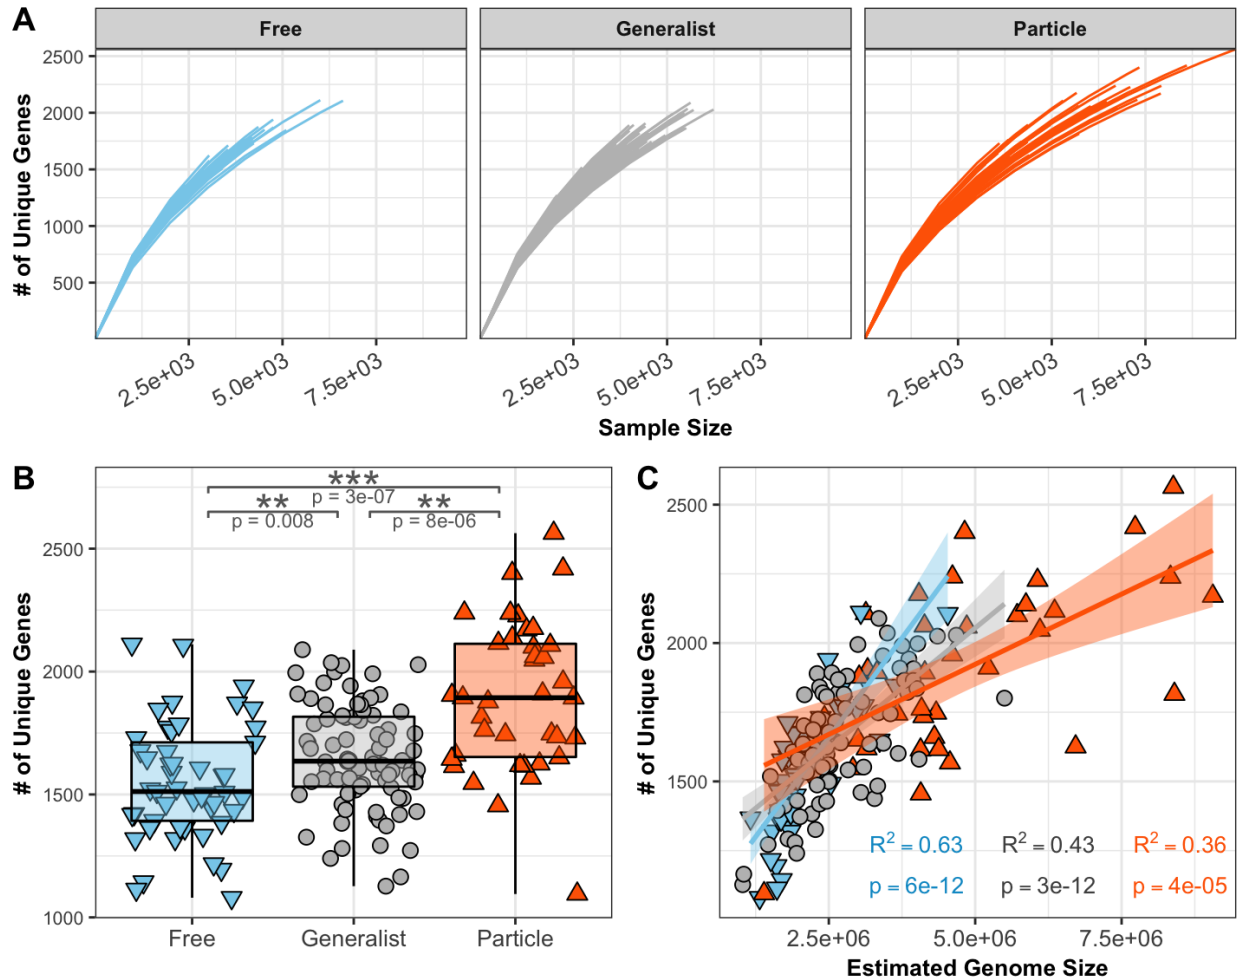 A
Free
Generalist
Particle
# of Unique Genes
2500
2000
1500
1000
500
2.5e+03
5.0e+03
7.5e+03
2.5e+03
5.0e+03
7.5e+03
2.5e+03
5.0e+03
7.5e+03
Sample Size
B
# of Unique Genes
2500
2000
1500
1000
***
p = 3e-07
**
p = 0.008
**
p = 8e-06
Free
Generalist
Particle
C
# of Unique Genes
2500
2000
1500
R² = 0.63
R² = 0.43
R² = 0.36
p = 6e-12
p = 3e-12
p = 4e-05
2.5e+06
5.0e+06
7.5e+06
Estimated Genome Size